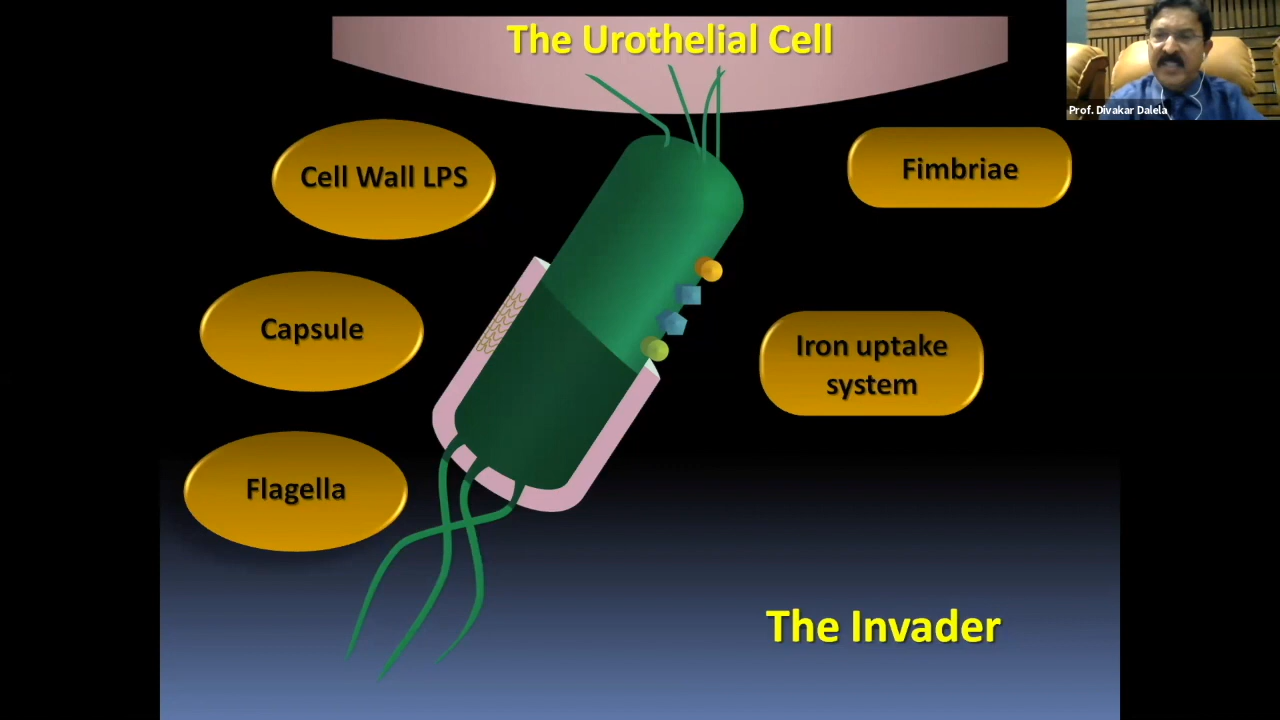 The Urothelial Cell
Prof. Divakar Dalela
Cell Wall LPS
Fimbriae
Capsule
Iron uptake
system
Flagella
The Invader